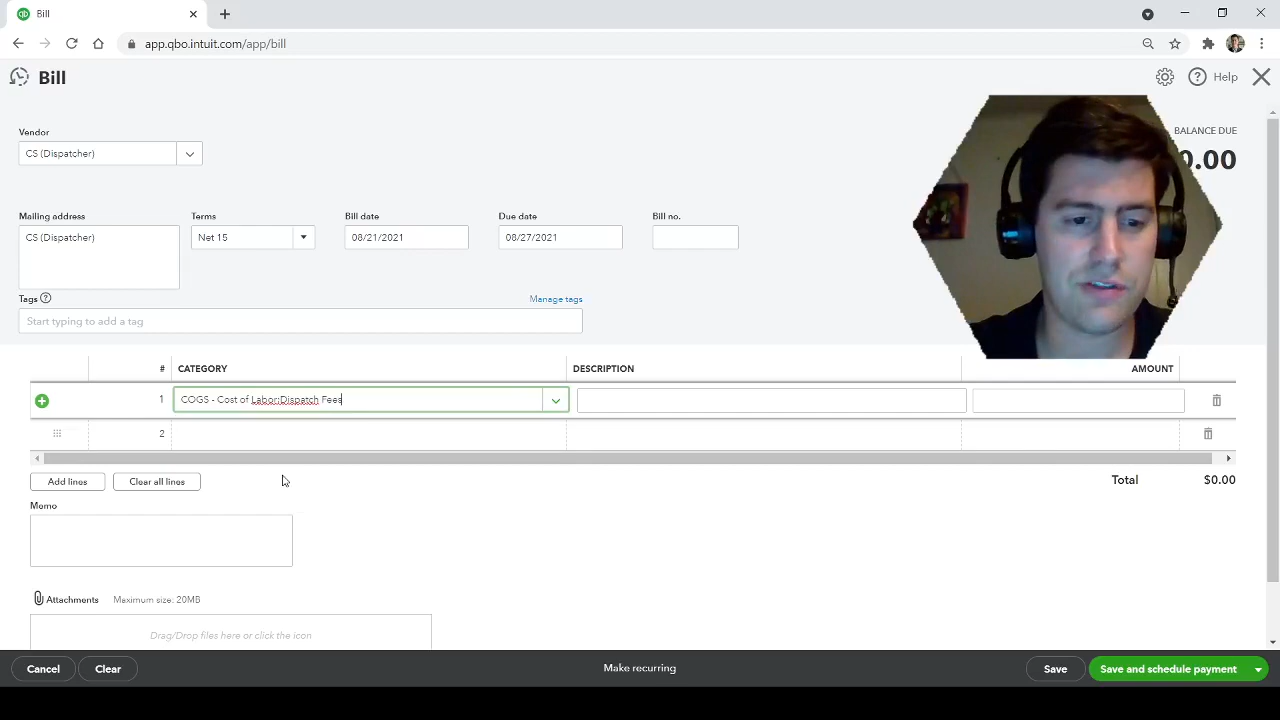 Bill
app.qbo.intuit.com/app/bill
Bill
Help
Vendor
BALANCE DUE
CS (Dispatcher)
0.00
Mailing address
Terms
Bill date
Due date
Bill no.
CS (Dispatcher)
Net 15
08/21/2021
08/27/2021
Tags
Manage tags
Start typing to add a tag
# CATEGORY DESCRIPTION AMOUNT
1 COGS - Cost of Labor:Dispatch Fees
2
Add lines
Clear all lines
Total $0.00
Memo
Attachments Maximum size: 20MB
Drag/Drop files here or click the icon
Cancel
Clear
Make recurring
Save
Save and schedule payment